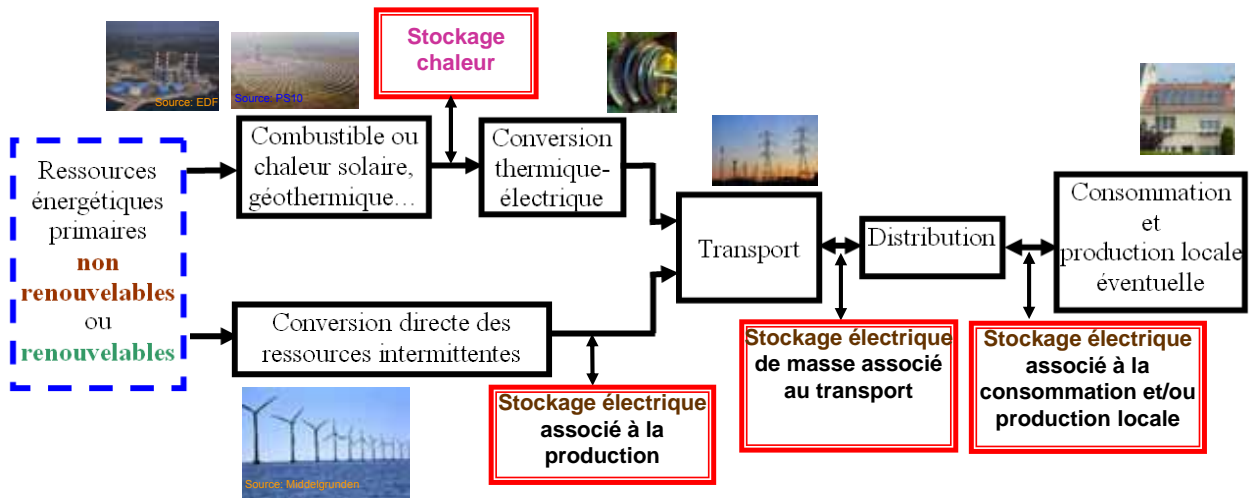 Stockage
chaleur
Source: EDF
Source: PS10
Ressources
énergétiques
primaires
non
renouvelables
ou
renouvelables
Combustible ou
chaleur solaire,
géothermique…
Conversion
thermique-
électrique
Conversion directe des
ressources intermittentes
Transport
Distribution
Consommation
et
production locale
éventuelle
Stockage électrique
associé à la
production
Stockage électrique
de masse associé
au transport
Stockage électrique
associé à la
consommation et/ou
production locale
Source: Middelgrunden